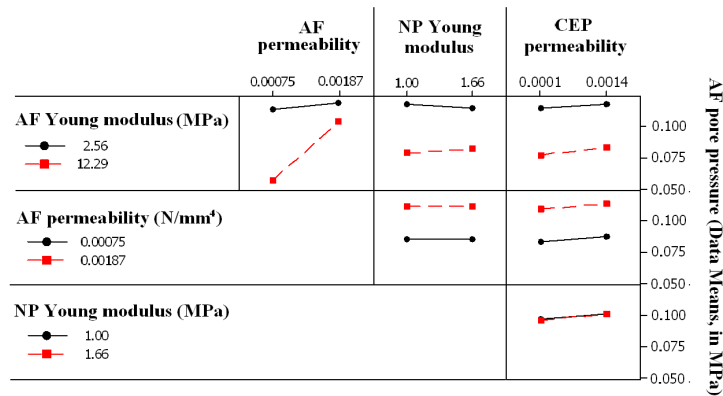 AF permeability
NP Young modulus
CEP permeability
0.00075 0.00187
1.00 1.66
0.0001 0.0014
AF Young modulus (MPa)
2.56
12.29
0.100
0.075
0.050
AF permeability (N/mm⁴)
0.00075
0.00187
0.100
0.075
0.050
NP Young modulus (MPa)
1.00
1.66
0.100
0.075
0.050
AF pore pressure (Data Means, in MPa)